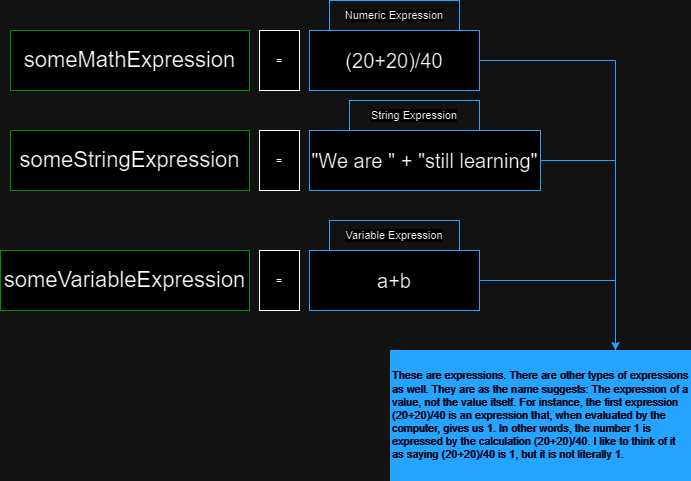 Numeric Expression
someMathExpression = (20+20)/40
String Expression
someStringExpression = "We are " + "still learning"
Variable Expression
someVariableExpression = a+b
These are expressions. There are other types of expressions
as well. They are as the name suggests: The expression of a
value, not the value itself. For instance, the first expression
(20+20)/40 is an expression that, when evaluated by the
computer, gives us 1. In other words, the number 1 is
expressed by the calculation (20+20)/40. I like to think of it
as saying (20+20)/40 is 1, but it is not literally 1.